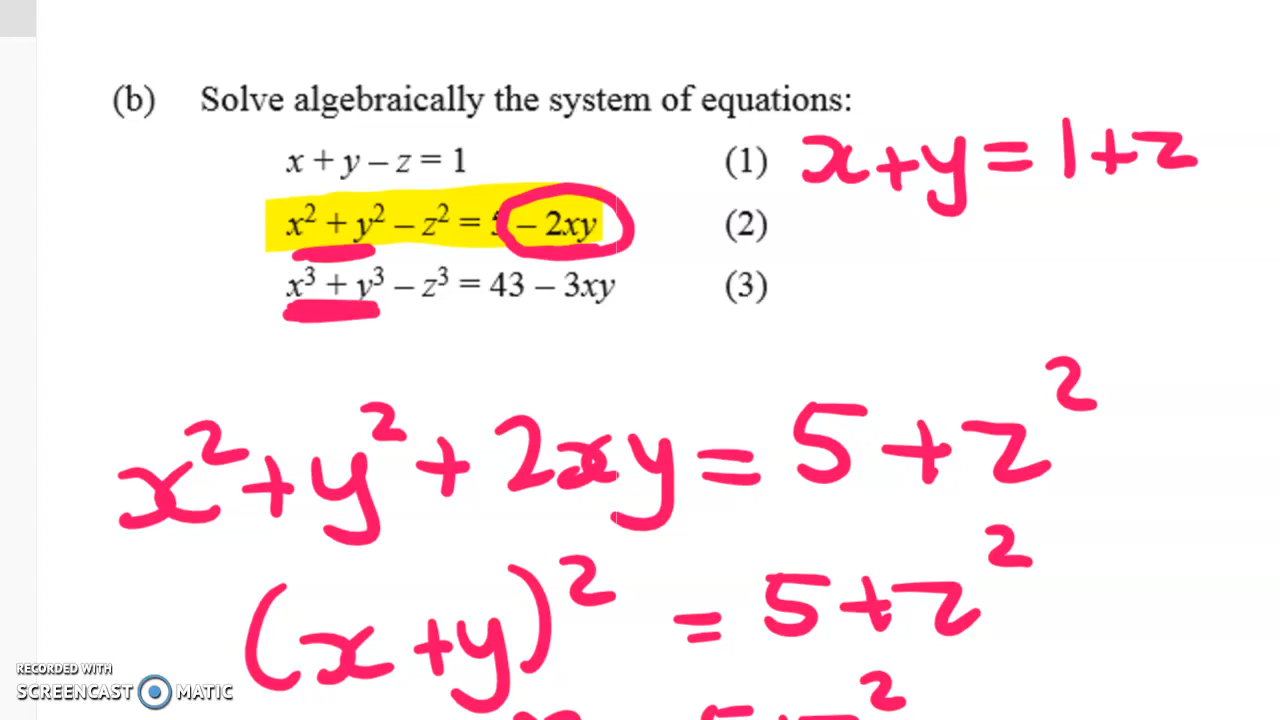 (b) Solve algebraically the system of equations:
x + y – z = 1 (1) x+y=1+z
x² + y² – z² = 5 – 2xy (2)
x³ + y³ – z³ = 43 – 3xy (3)
x²+y²+2xy=5+z²
(x+y)² = 5+z²
RECORDED WITH
SCREENCAST MATIC